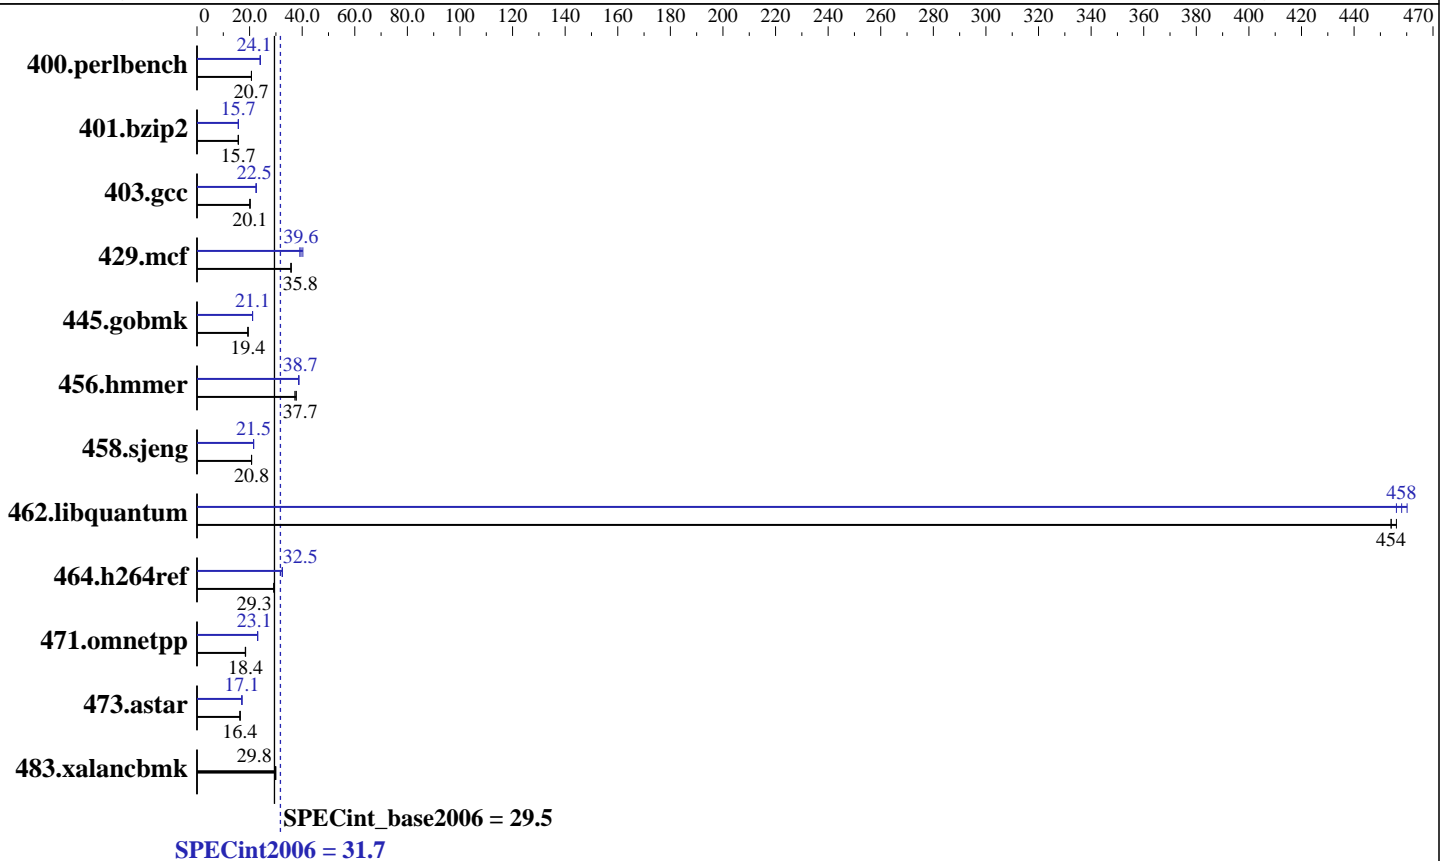 0 20.0 40.0 60.0 80.0 100 120 140 160 180 200 220 240 260 280 300 320 340 360 380 400 420 440 470
24.1
400.perlbench
20.7
15.7
401.bzip2
15.7
22.5
403.gcc
20.1
39.6
429.mcf
35.8
21.1
445.gobmk
19.4
38.7
456.hmmer
37.7
21.5
458.sjeng
20.8
458
462.libquantum
454
32.5
464.h264ref
29.3
23.1
471.omnetpp
18.4
17.1
473.astar
16.4
29.8
483.xalancbmk
SPECint_base2006 = 29.5
SPECint2006 = 31.7